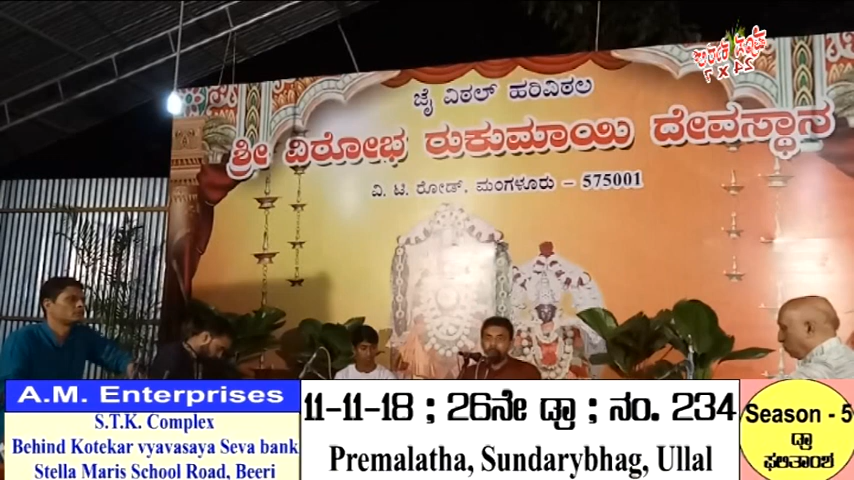 ಜೈ ವಿಠಲ್ ಹರಿವಿಠಲ
ಶ್ರೀ ವಿರೋಭ ರುಕುಮಾಯಿ ದೇವಸ್ಥಾನ
ವಿ. ಟಿ. ರೋಡ್, ಮಂಗಳೂರು - 575001
24x7
A.M. Enterprises
S.T.K. Complex
Behind Kotekar vyavasaya Seva bank
Stella Maris School Road, Beeri
11-11-18 ; 26ನೇ ಡ್ರಾ ; ನಂ. 234
Premalatha, Sundarybhag, Ullal
Season - 5
ಡ್ರಾ
ಫಲಿತಾಂಶ